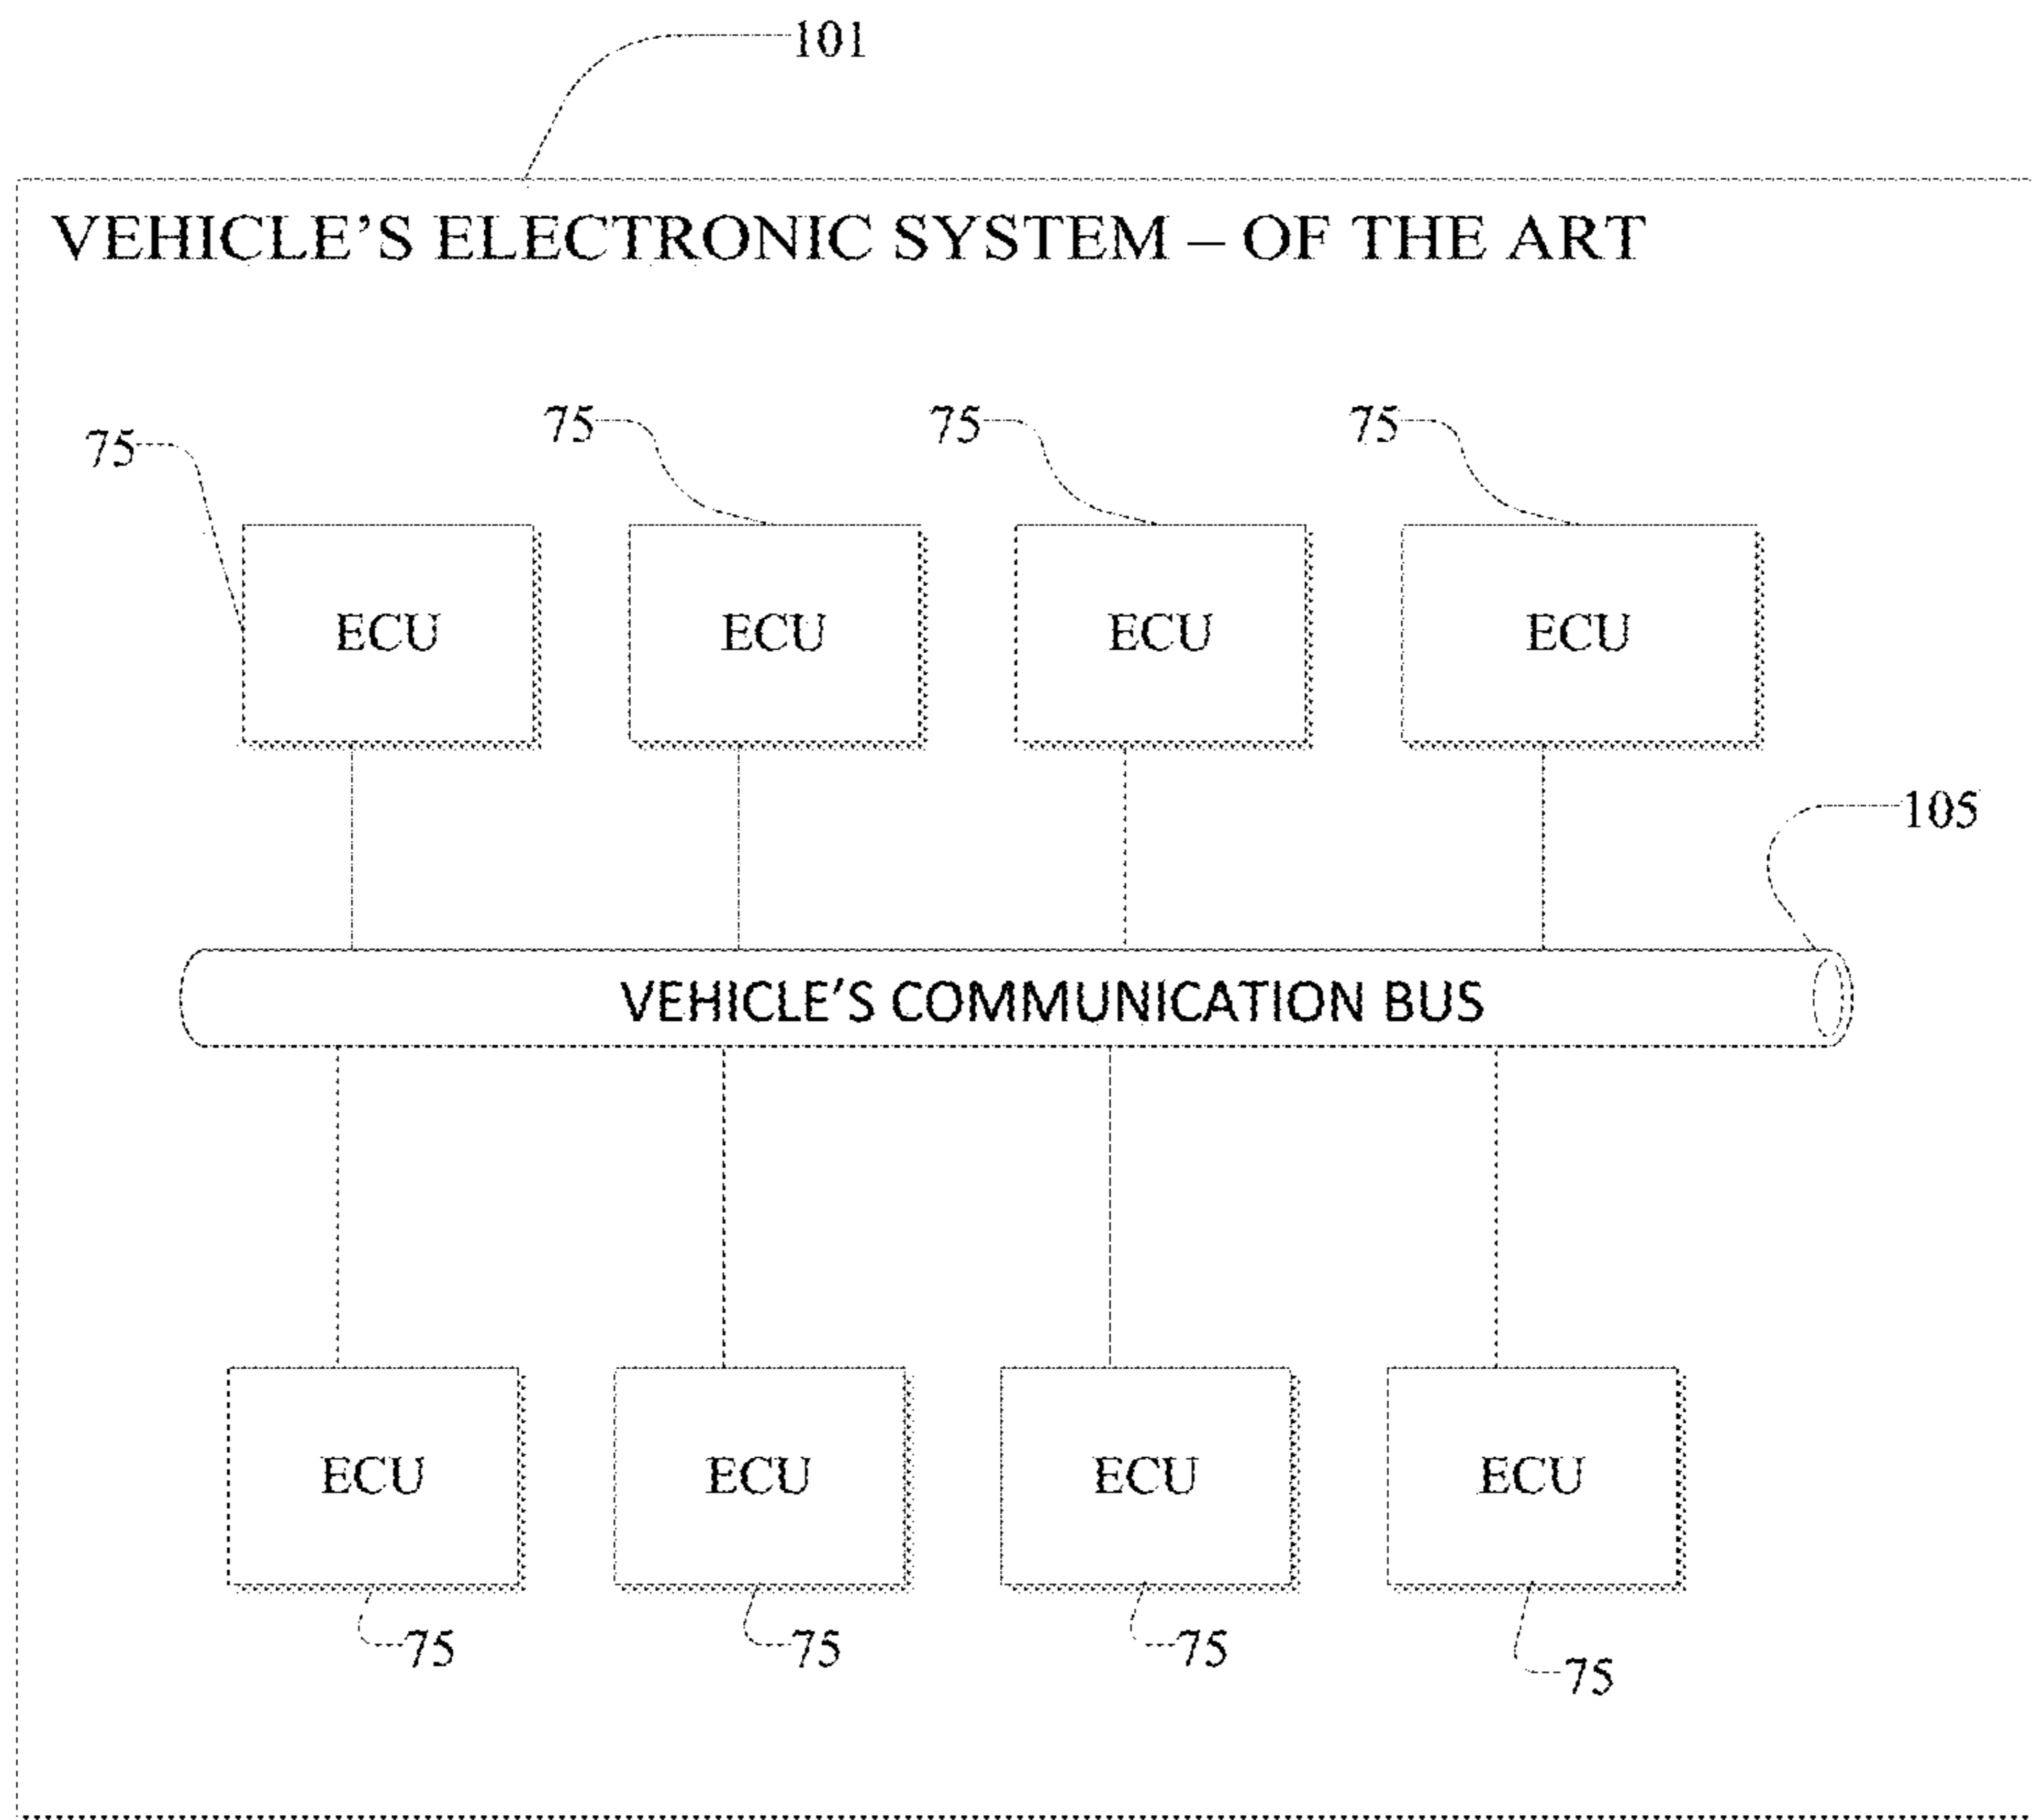 101
VEHICLE’S ELECTRONIC SYSTEM – OF THE ART
75 75 75 75
ECU ECU ECU ECU
105
VEHICLE’S COMMUNICATION BUS
ECU ECU ECU ECU
75 75 75 75